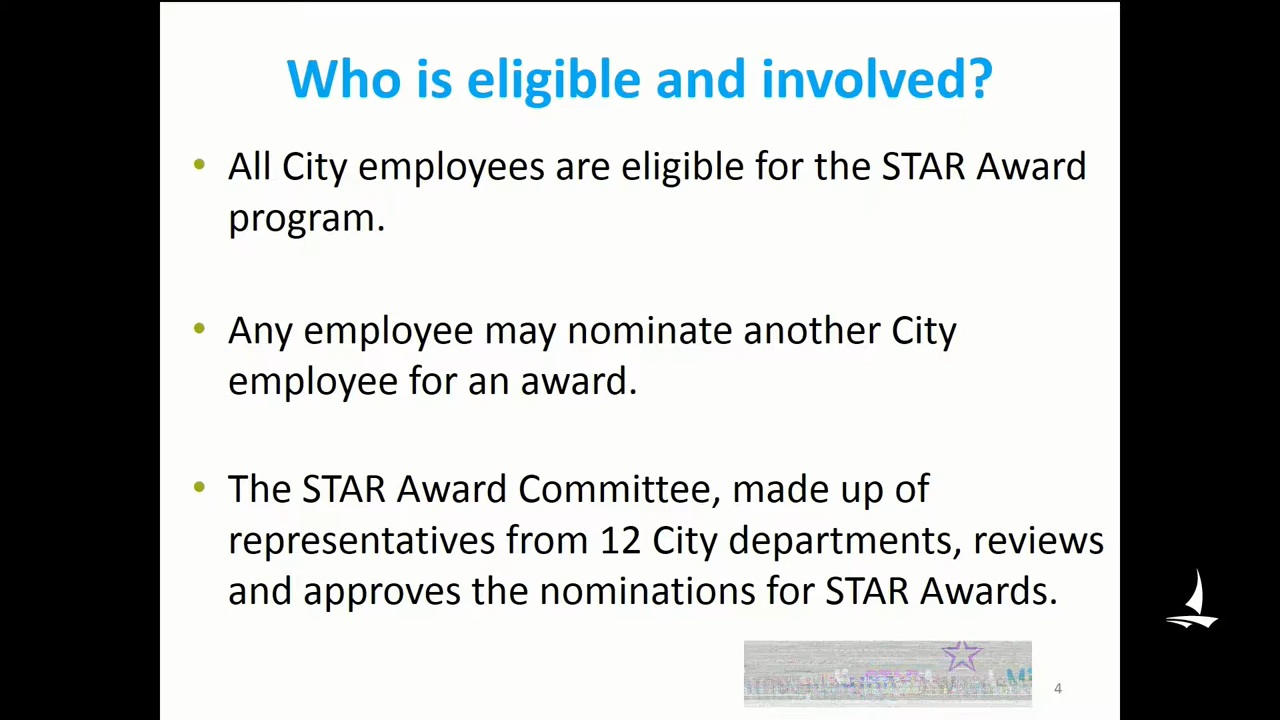 Who is eligible and involved?
• All City employees are eligible for the STAR Award
program.
• Any employee may nominate another City
employee for an award.
• The STAR Award Committee, made up of
representatives from 12 City departments, reviews
and approves the nominations for STAR Awards.
4